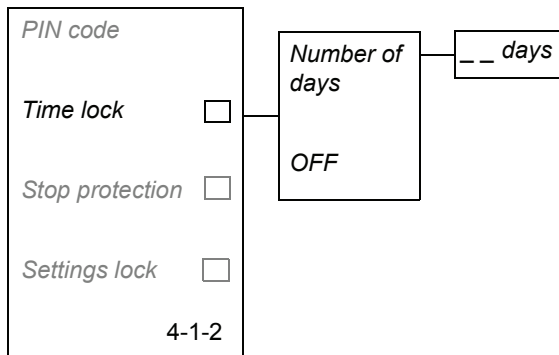 PIN code
Time lock
Stop protection
Settings lock
4-1-2
Number of
days
OFF
_ _ days